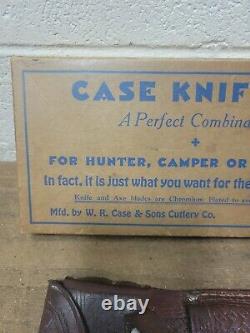 CASE KNIF
A Perfect Combina
+
FOR HUNTER, CAMPER OR
In fact, it is just what you want for the
Knife and Axe blades are Chromium Plated to
Mfd. by W. R. Case & Sons Cutlery Co.